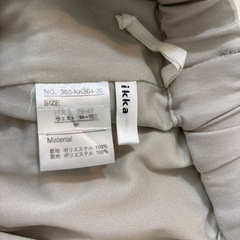 NO. 365-KK364-20
SIZE
ウエスト 64〜70
M
Material
表地 ポリエステル 100%
裏地 ポリエステル 100%
ikka